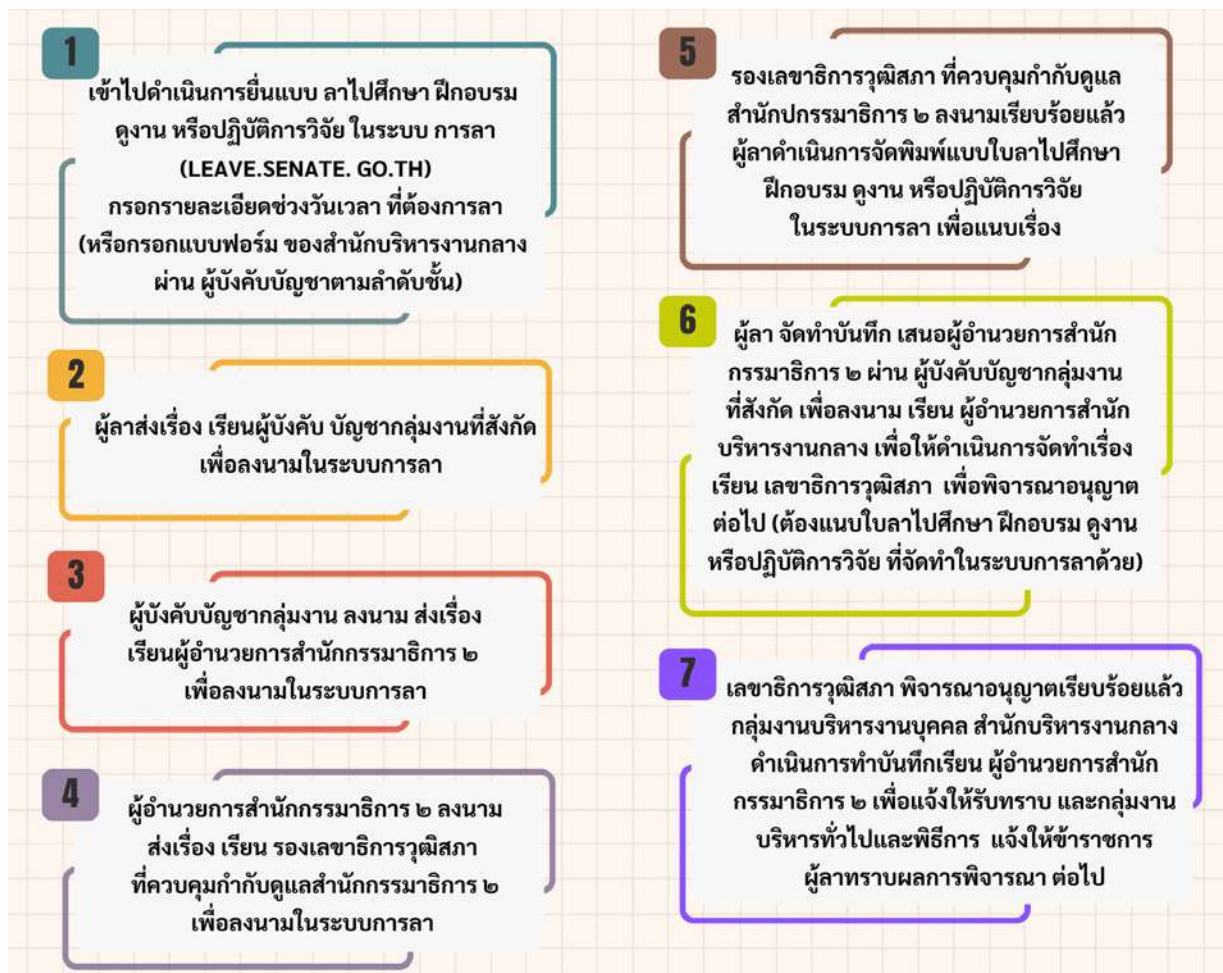 1
เข้าไปดำเนินการยื่นแบบ ลาไปศึกษา ฝึกอบรม
ดูงาน หรือปฏิบัติการวิจัย ในระบบ การลา
(LEAVE.SENATE. GO.TH)
กรอกรายละเอียดช่วงวันเวลา ที่ต้องการลา
(หรือกรอกแบบฟอร์ม ของสำนักบริหารงานกลาง
ผ่าน ผู้บังคับบัญชาตามลำดับชั้น)
2
ผู้ลาส่งเรื่อง เรียนผู้บังคับ บัญชากลุ่มงานที่สังกัด
เพื่อลงนามในระบบการลา
3
ผู้บังคับบัญชากลุ่มงาน ลงนาม ส่งเรื่อง
เรียนผู้อำนวยการสำนักกรรมาธิการ ๒
เพื่อลงนามในระบบการลา
4
ผู้อำนวยการสำนักกรรมาธิการ ๒ ลงนาม
ส่งเรื่อง เรียน รองเลขาธิการวุฒิสภา
ที่ควบคุมกำกับดูแลสำนักกรรมาธิการ ๒
เพื่อลงนามในระบบการลา
5
รองเลขาธิการวุฒิสภา ที่ควบคุมกำกับดูแล
สำนักปกรรมาธิการ ๒ ลงนามเรียบร้อยแล้ว
ผู้ลาดำเนินการจัดพิมพ์แบบใบลาไปศึกษา
ฝึกอบรม ดูงาน หรือปฏิบัติการวิจัย
ในระบบการลา เพื่อแนบเรื่อง
6
ผู้ลา จัดทำบันทึก เสนอผู้อำนวยการสำนัก
กรรมาธิการ ๒ ผ่าน ผู้บังคับบัญชากลุ่มงาน
ที่สังกัด เพื่อลงนาม เรียน ผู้อำนวยการสำนัก
บริหารงานกลาง เพื่อให้ดำเนินการจัดทำเรื่อง
เรียน เลขาธิการวุฒิสภา เพื่อพิจารณาอนุญาต
ต่อไป (ต้องแนบใบลาไปศึกษา ฝึกอบรม ดูงาน
หรือปฏิบัติการวิจัย ที่จัดทำในระบบการลาด้วย)
7
เลขาธิการวุฒิสภา พิจารณาอนุญาตเรียบร้อยแล้ว
กลุ่มงานบริหารงานบุคคล สำนักบริหารงานกลาง
ดำเนินการทำบันทึกเรียน ผู้อำนวยการสำนัก
กรรมาธิการ ๒ เพื่อแจ้งให้รับทราบ และกลุ่มงาน
บริหารทั่วไปและพิธีการ แจ้งให้ข้าราชการ
ผู้ลาทราบผลการพิจารณา ต่อไป